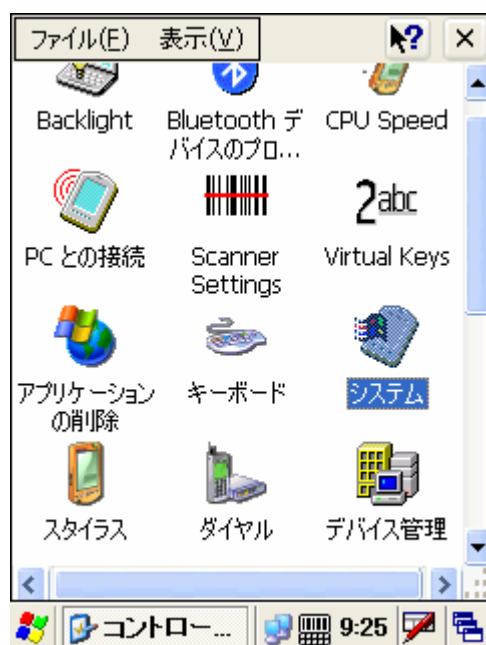 ファイル(F) 表示(V)
Backlight
Bluetooth デ
バイスのプロ...
CPU Speed
PC との接続
Scanner
Settings
2abc
Virtual Keys
アプリケーション
の削除
キーボード
システム
スタイラス
ダイヤル
デバイス管理
コントロー... 9:25